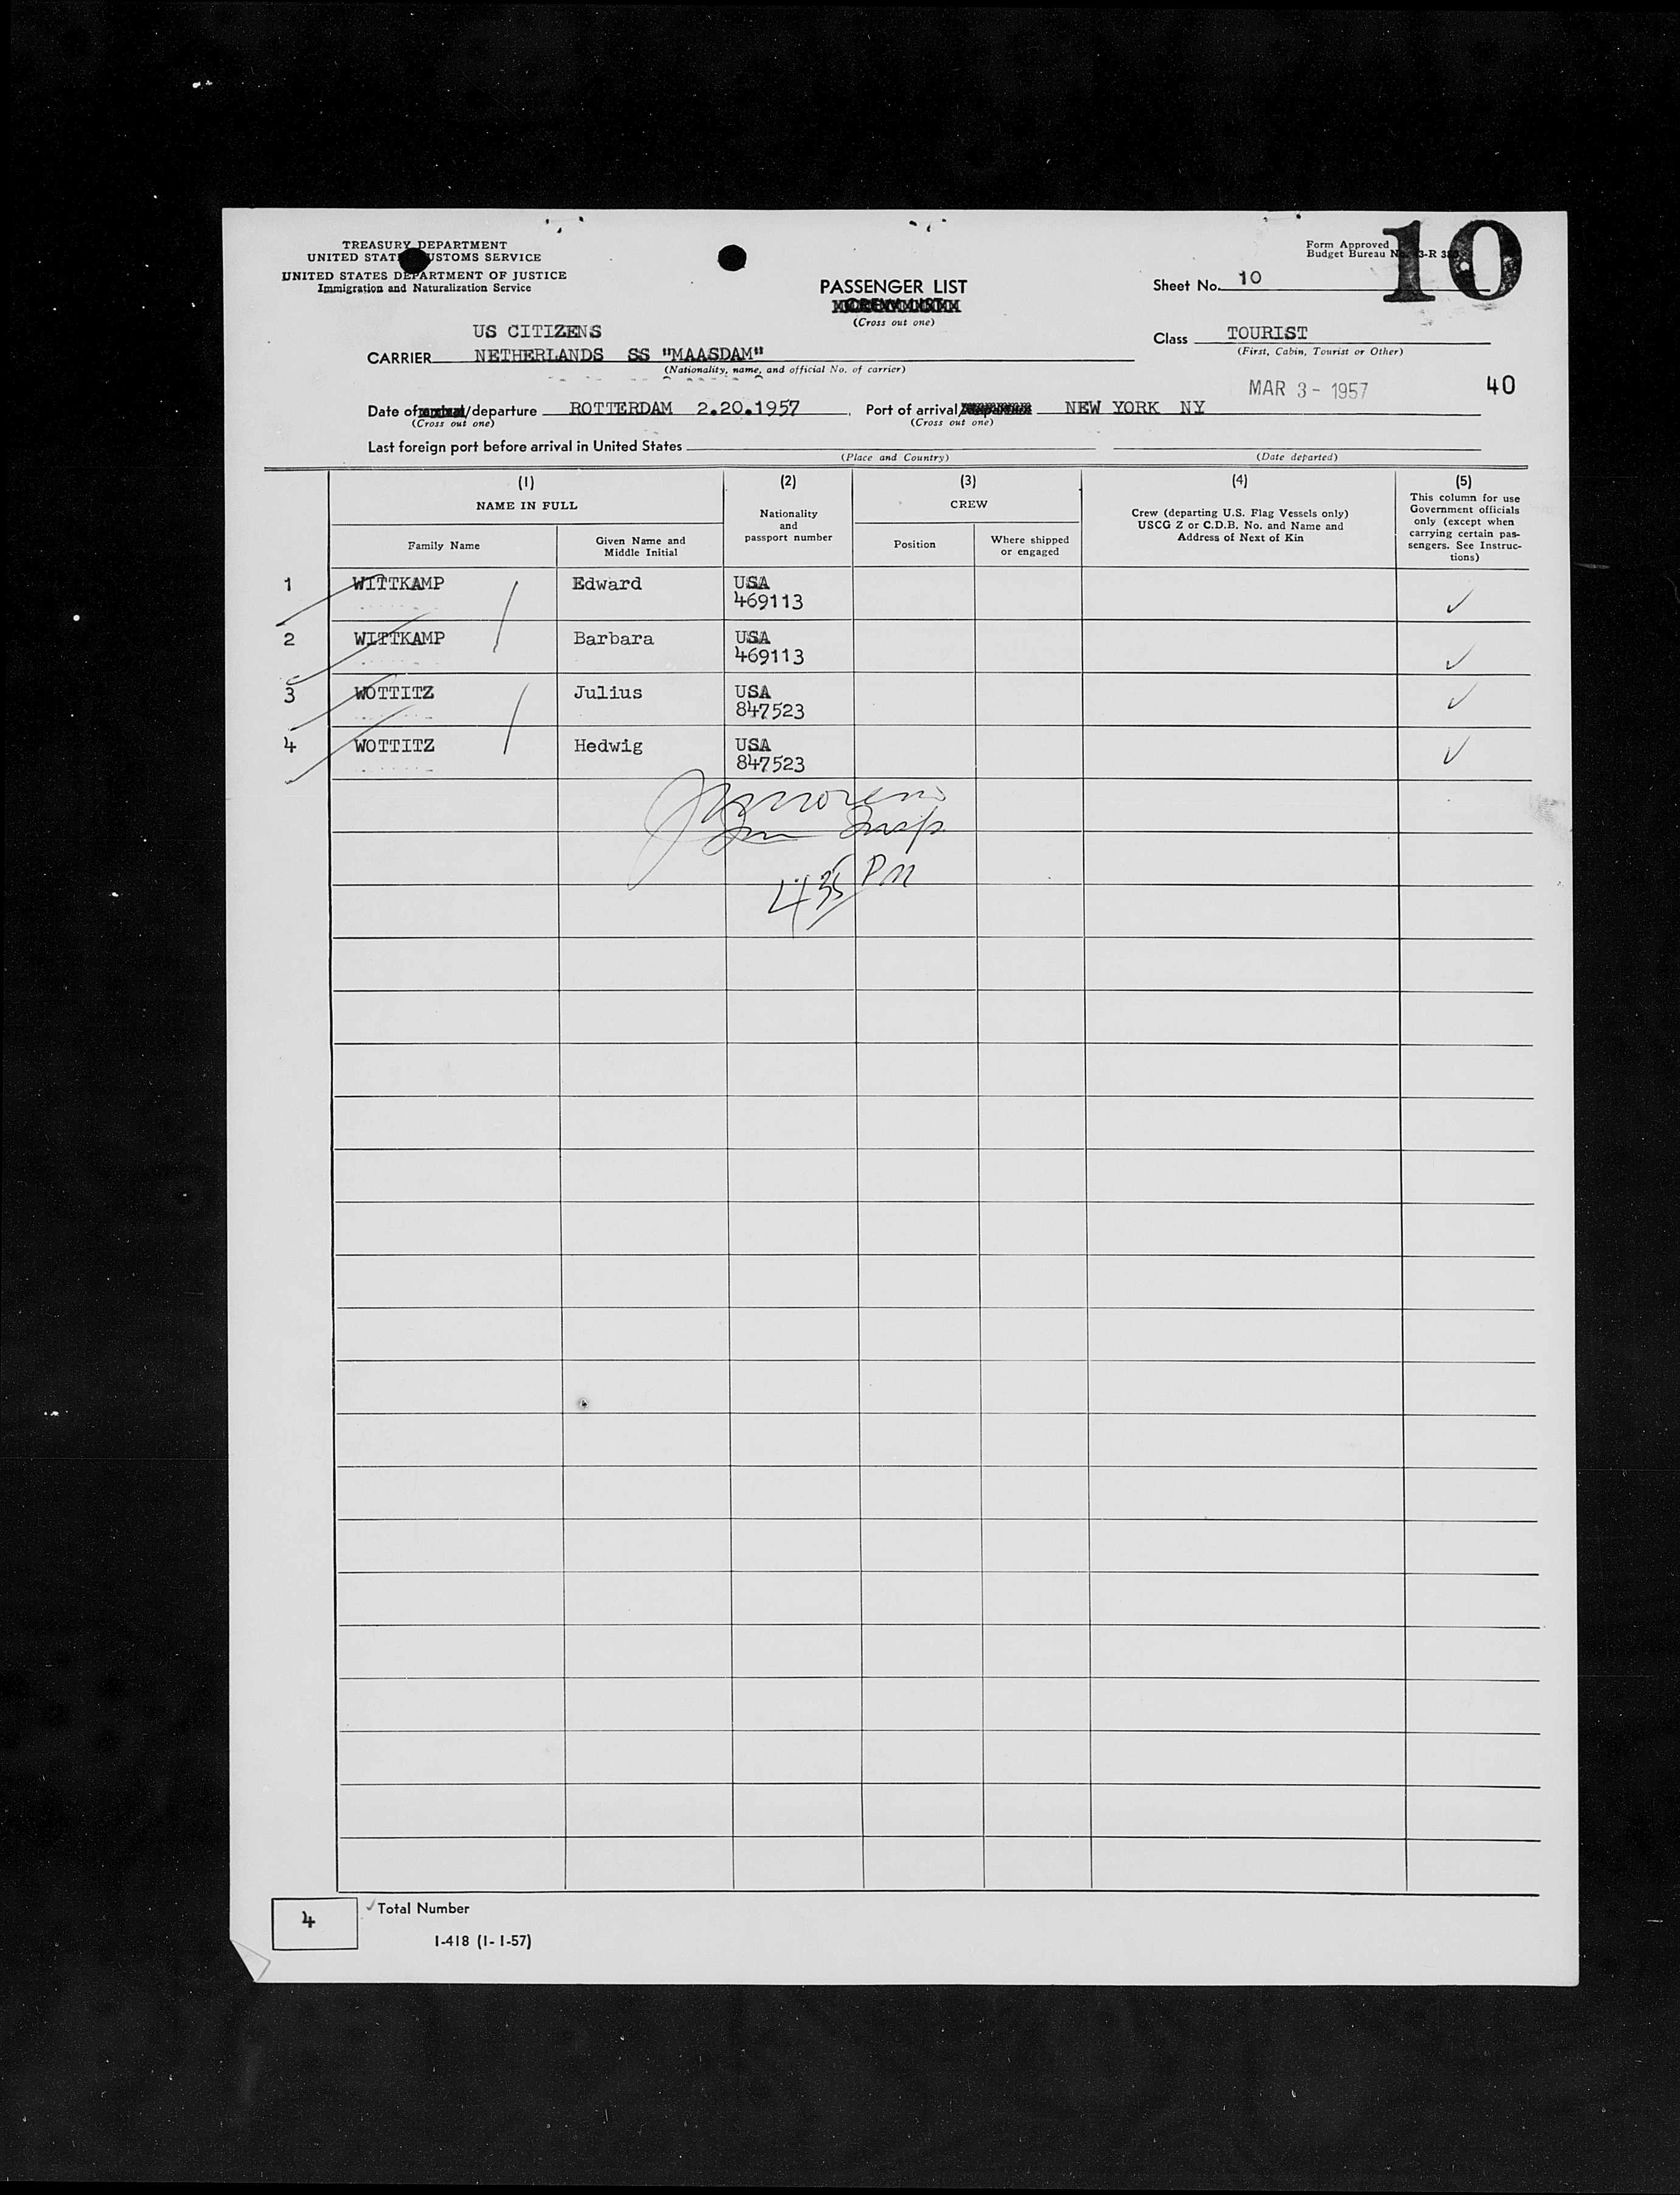 TREASURY DEPARTMENT
UNITED STATES CUSTOMS SERVICE
UNITED STATES DEPARTMENT OF JUSTICE
Immigration and Naturalization Service
PASSENGER LIST
(Cross out one)
Form Approved
Budget Bureau
10
Sheet No. 10
US CITIZENS
CARRIER NETHERLANDS SS "MAASDAM"
(Nationality, name, and official No. of carrier)
Class TOURIST
(First, Cabin, Tourist or Other)
MAR 3 - 1957
40
Date of /departure ROTTERDAM 2.20.1957, Port of arrival/ NEW YORK NY
(Cross out one) (Cross out one)
Last foreign port before arrival in United States
(Place and Country) (Date departed)
(1) (2) (3) (4) (5)
NAME IN FULL
Family Name
Given Name and
Middle Initial
Nationality
and
passport number
CREW
Position
Where shipped
or engaged
Crew (departing U.S. Flag Vessels only)
USCG Z or C.D.B. No. and Name and
Address of Next of Kin
This column for use
Government officials
only (except when
carrying certain pas-
sengers. See Instruc-
tions)
1 WITTKAMP Edward USA
469113
2 WITTKAMP Barbara USA
469113
3 WOTTITZ Julius USA
847523
4 WOTTITZ Hedwig USA
847523
4 35 PM
4 Total Number
I-418 (1-1-57)